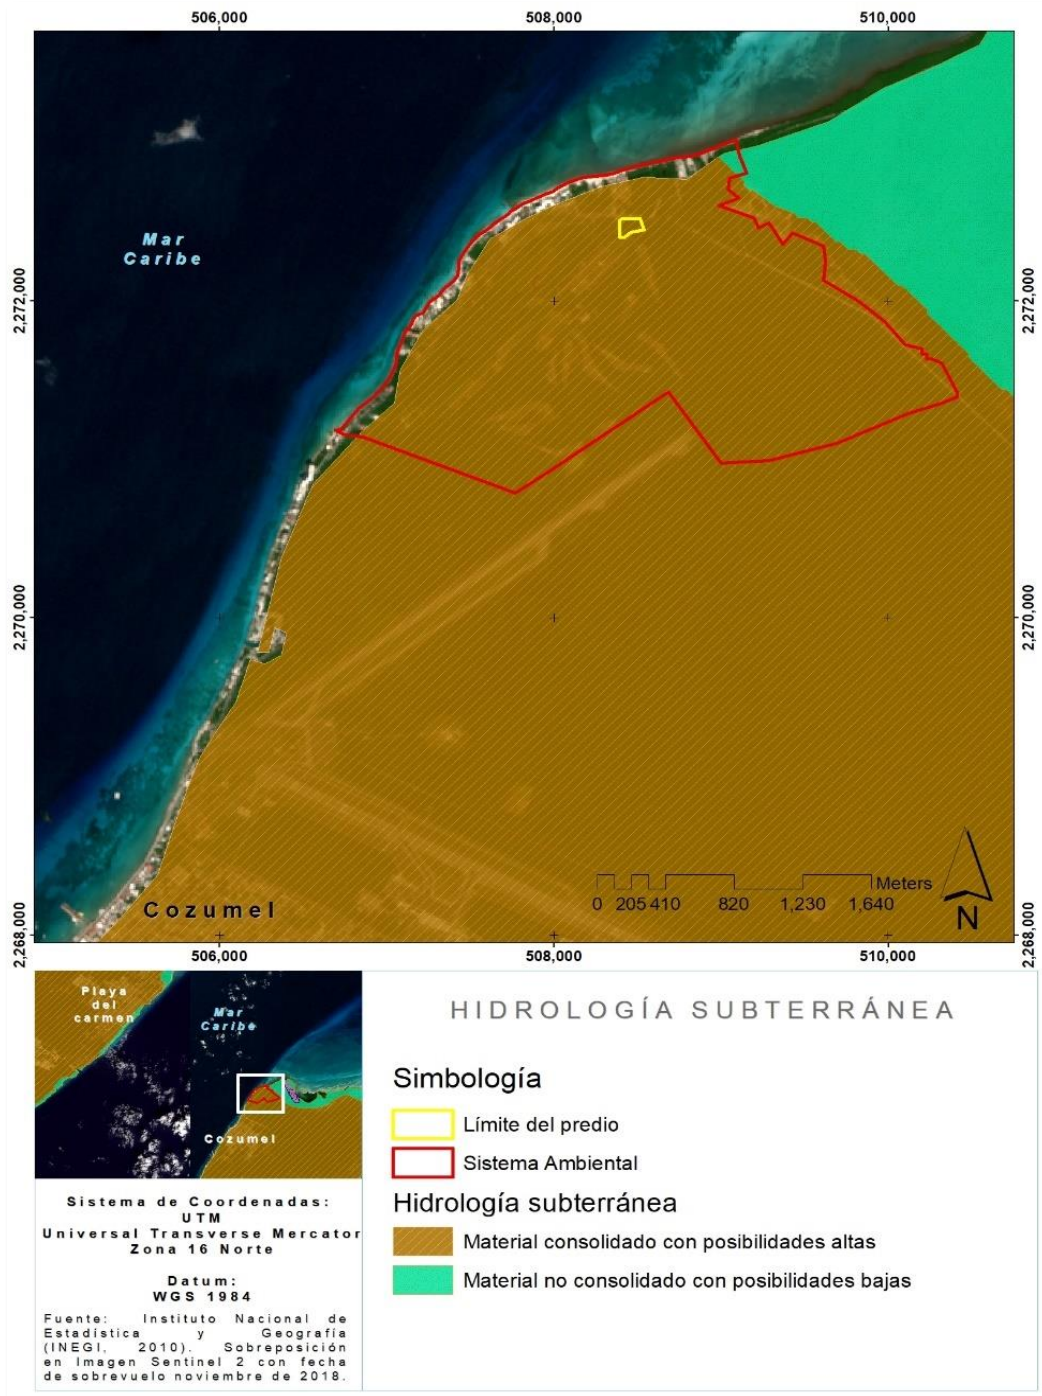 506,000
508,000
510,000
Mar
Caribe
2,272,000
2,272,000
2,270,000
2,270,000
Meters
0 205 410 820 1,230 1,640
N
Cozumel
2,268,000
2,268,000
506,000
508,000
510,000
Playa
del
carmen
Mar
Caribe
Cozumel
HIDROLOGÍA SUBTERRÁNEA
Simbología
Límite del predio
Sistema Ambiental
Hidrología subterránea
Material consolidado con posibilidades altas
Material no consolidado con posibilidades bajas
Sistema de Coordenadas:
UTM
Universal Transverse Mercator
Zona 16 Norte
Datum:
WGS 1984
Fuente: Instituto Nacional de
Estadística y Geografía
(INEGI, 2010). Sobreposición
en Imagen Sentinel 2 con fecha
de sobrevuelo noviembre de 2018.